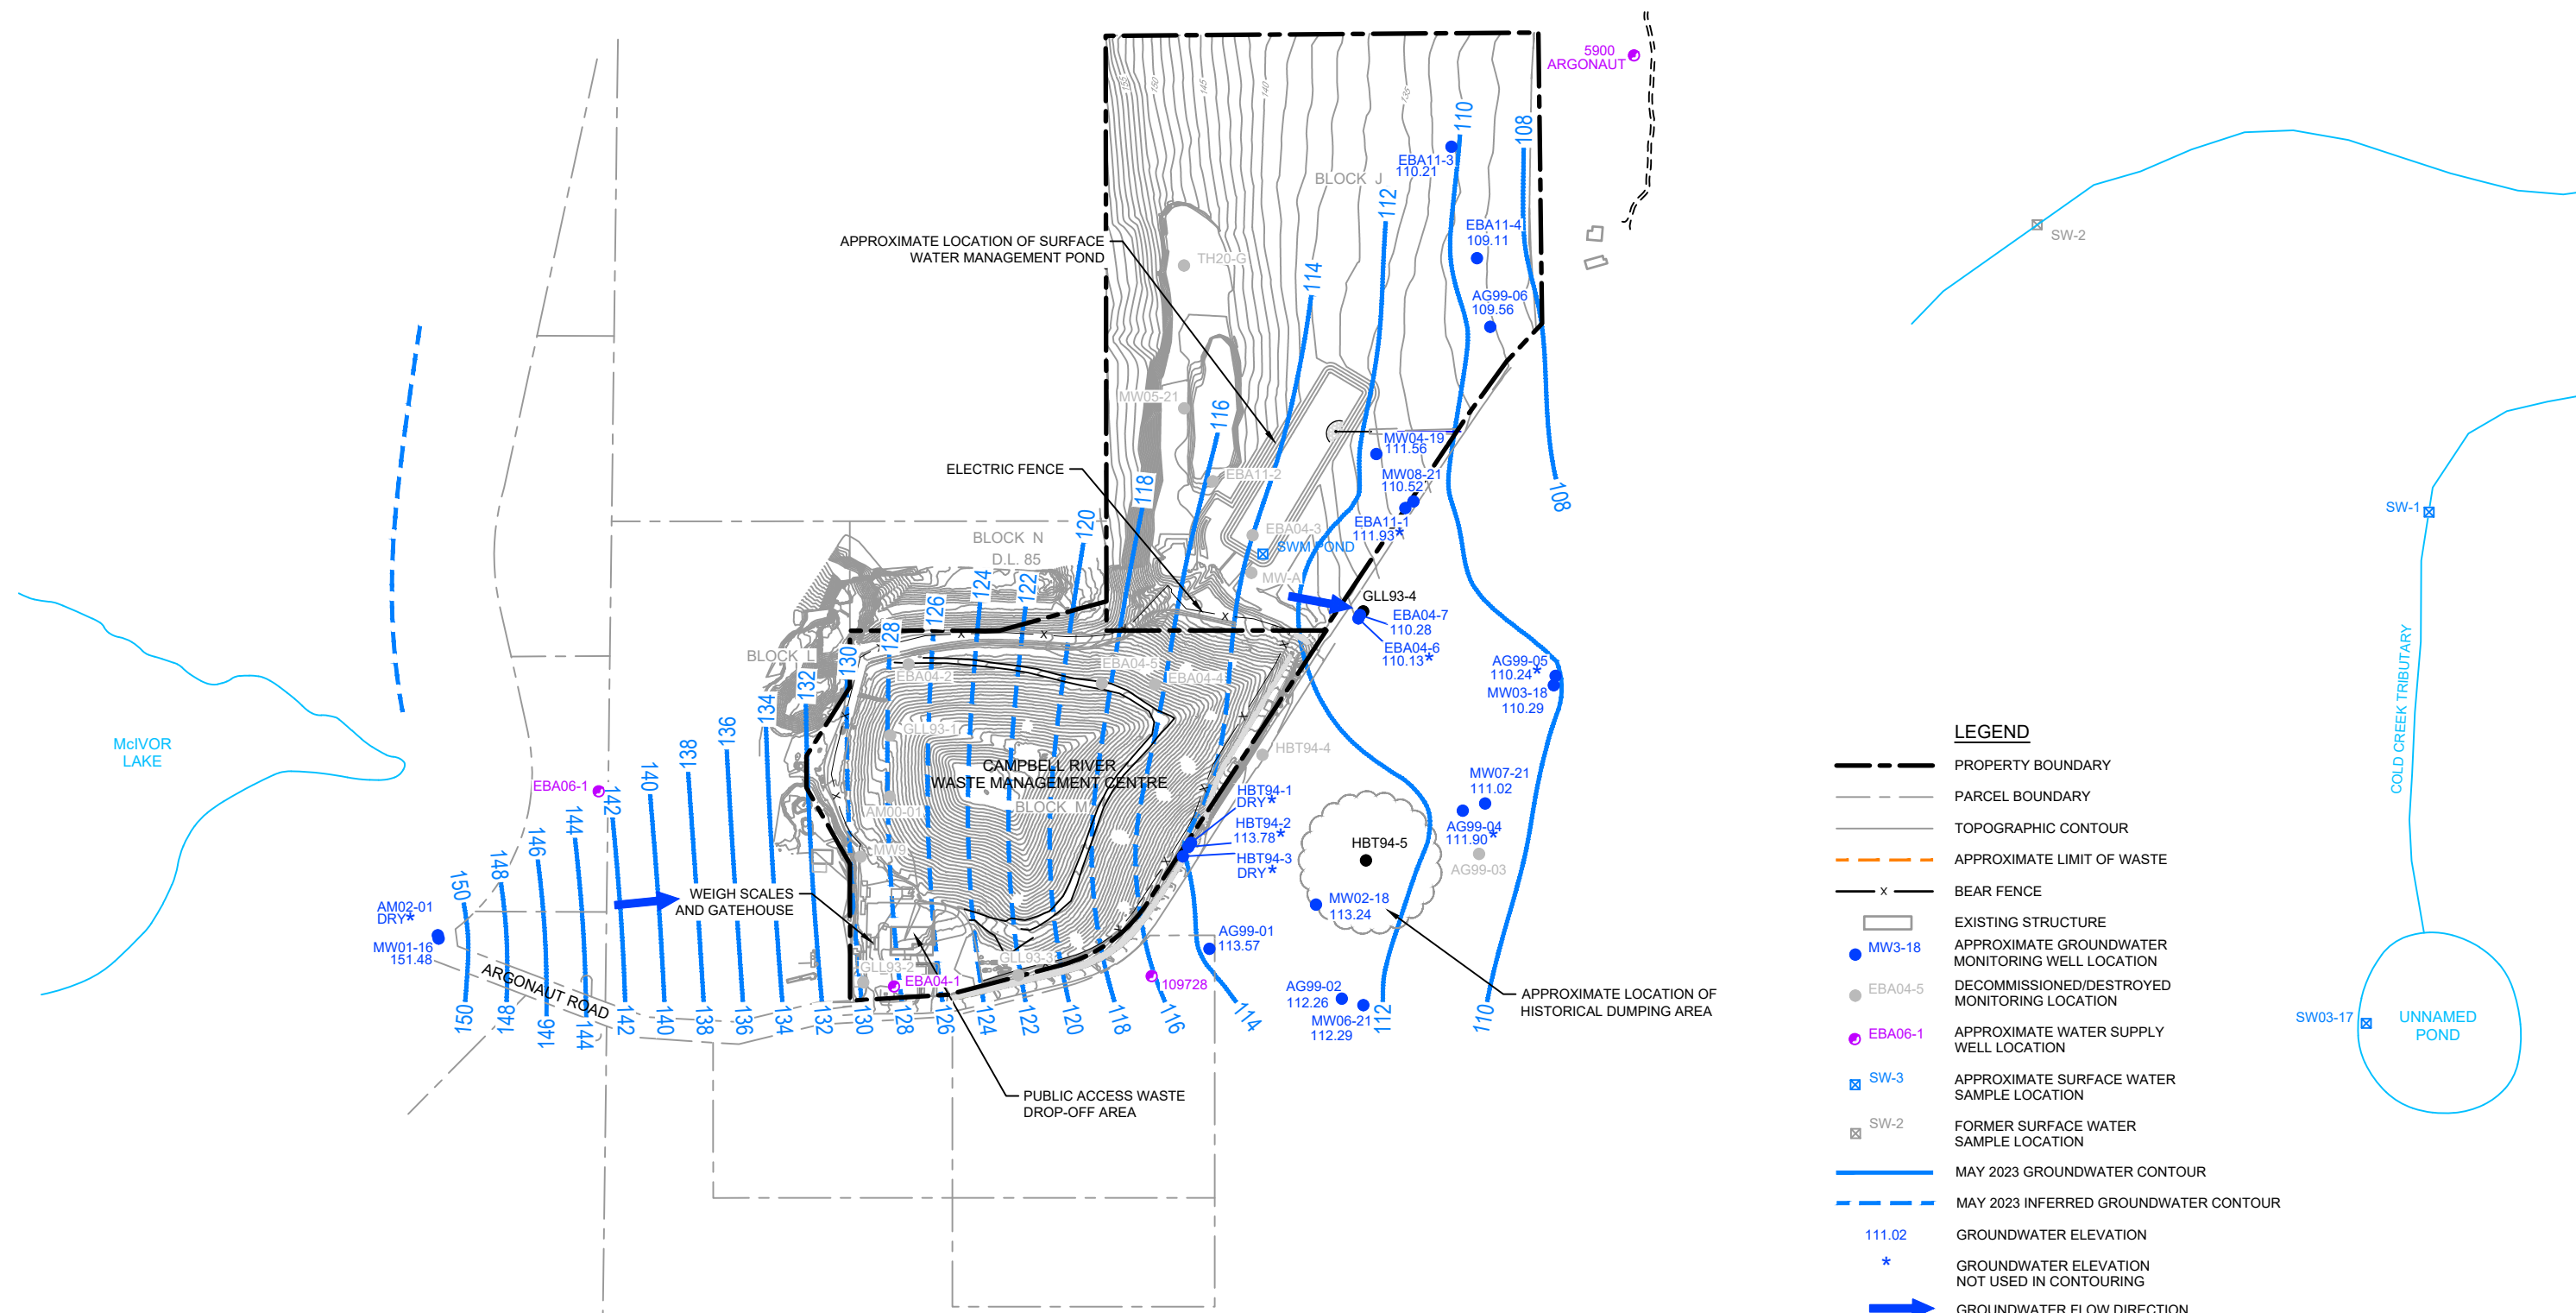 5900
ARGONAUT
155
150
145
140
135
110
108
EBA11-3
110.21
BLOCK J
112
EBA11-4
109.11
SW-2
APPROXIMATE LOCATION OF SURFACE
WATER MANAGEMENT POND
TH20-G
114
AG99-06
109.56
MW05-21
116
MW04-19
111.56
ELECTRIC FENCE
EBA11-2
MW08-21
110.52
118
108
120
EBA04-3
EBA11-1
111.93*
SW-1
BLOCK N
D.L. 85
SWM POND
124
122
MW-A
126
GLL93-4
EBA04-7
110.28
128
X
X
X
EBA04-6
110.13*
BLOCK L
130
EBA04-5
EBA04-2
EBA04-4
AG99-05
110.24*
MW03-18
110.29
COLD CREEK TRIBUTARY
132
134
136
138
140
142
144
146
148
150
McIVOR
LAKE
GLL93-1
HBT94-4
CAMPBELL RIVER
WASTE MANAGEMENT CENTRE
BLOCK M
EBA06-1
AM00-01
HBT94-1
DRY*
HBT94-2
113.78*
HBT94-3
DRY*
MW07-21
111.02
AG99-04
111.90*
AG99-03
HBT94-5
MW9
WEIGH SCALES
AND GATEHOUSE
MW02-18
113.24
AM02-01
DRY*
MW01-16
151.48
AG99-01
113.57
ARGONAUT ROAD
GLL93-2
EBA04-1
GLL93-3
109728
AG99-02
112.26
MW06-21
112.29
APPROXIMATE LOCATION OF
HISTORICAL DUMPING AREA
150
148
146
144
142
140
138
136
134
132
130
128
126
124
122
120
118
116
114
112
110
PUBLIC ACCESS WASTE
DROP-OFF AREA
SW03-17
UNNAMED
POND
LEGEND
PROPERTY BOUNDARY
PARCEL BOUNDARY
TOPOGRAPHIC CONTOUR
APPROXIMATE LIMIT OF WASTE
X BEAR FENCE
EXISTING STRUCTURE
MW3-18 APPROXIMATE GROUNDWATER
MONITORING WELL LOCATION
EBA04-5 DECOMMISSIONED/DESTROYED
MONITORING LOCATION
EBA06-1 APPROXIMATE WATER SUPPLY
WELL LOCATION
SW-3 APPROXIMATE SURFACE WATER
SAMPLE LOCATION
SW-2 FORMER SURFACE WATER
SAMPLE LOCATION
MAY 2023 GROUNDWATER CONTOUR
MAY 2023 INFERRED GROUNDWATER CONTOUR
111.02 GROUNDWATER ELEVATION
* GROUNDWATER ELEVATION
NOT USED IN CONTOURING
GROUNDWATER FLOW DIRECTION